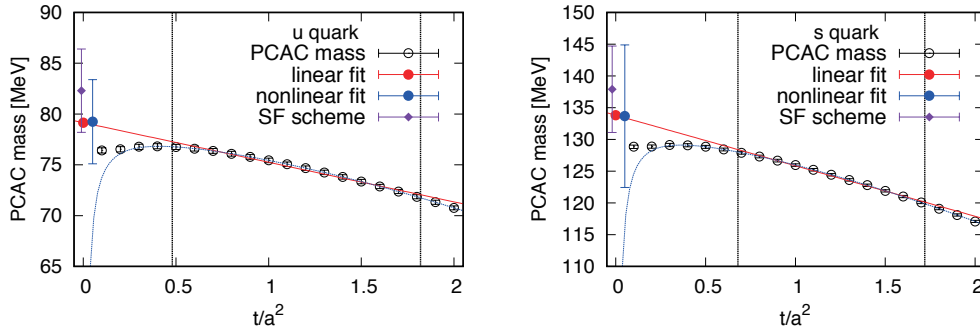 90
85
80
75
70
65
PCAC mass [MeV]
u quark
PCAC mass
linear fit
nonlinear fit
SF scheme
0
0.5
1
1.5
2
t/a²
150
145
140
135
130
125
120
115
110
PCAC mass [MeV]
s quark
PCAC mass
linear fit
nonlinear fit
SF scheme
0
0.5
1
1.5
2
t/a²